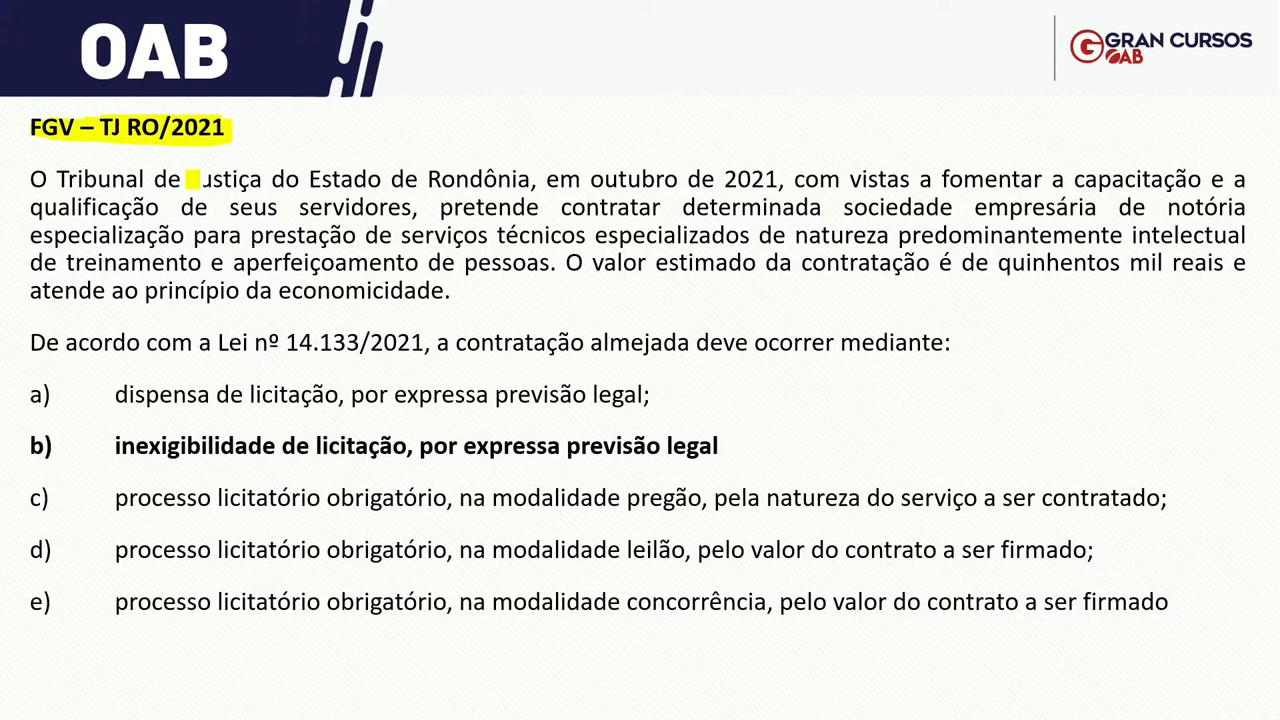 OAB
GRAN CURSOS
OAB
FGV – TJ RO/2021
O Tribunal de ustiça do Estado de Rondônia, em outubro de 2021, com vistas a fomentar a capacitação e a
qualificação de seus servidores, pretende contratar determinada sociedade empresária de notória
especialização para prestação de serviços técnicos especializados de natureza predominantemente intelectual
de treinamento e aperfeiçoamento de pessoas. O valor estimado da contratação é de quinhentos mil reais e
atende ao princípio da economicidade.
De acordo com a Lei nº 14.133/2021, a contratação almejada deve ocorrer mediante:
a) dispensa de licitação, por expressa previsão legal;
b) inexigibilidade de licitação, por expressa previsão legal
c) processo licitatório obrigatório, na modalidade pregão, pela natureza do serviço a ser contratado;
d) processo licitatório obrigatório, na modalidade leilão, pelo valor do contrato a ser firmado;
e) processo licitatório obrigatório, na modalidade concorrência, pelo valor do contrato a ser firmado